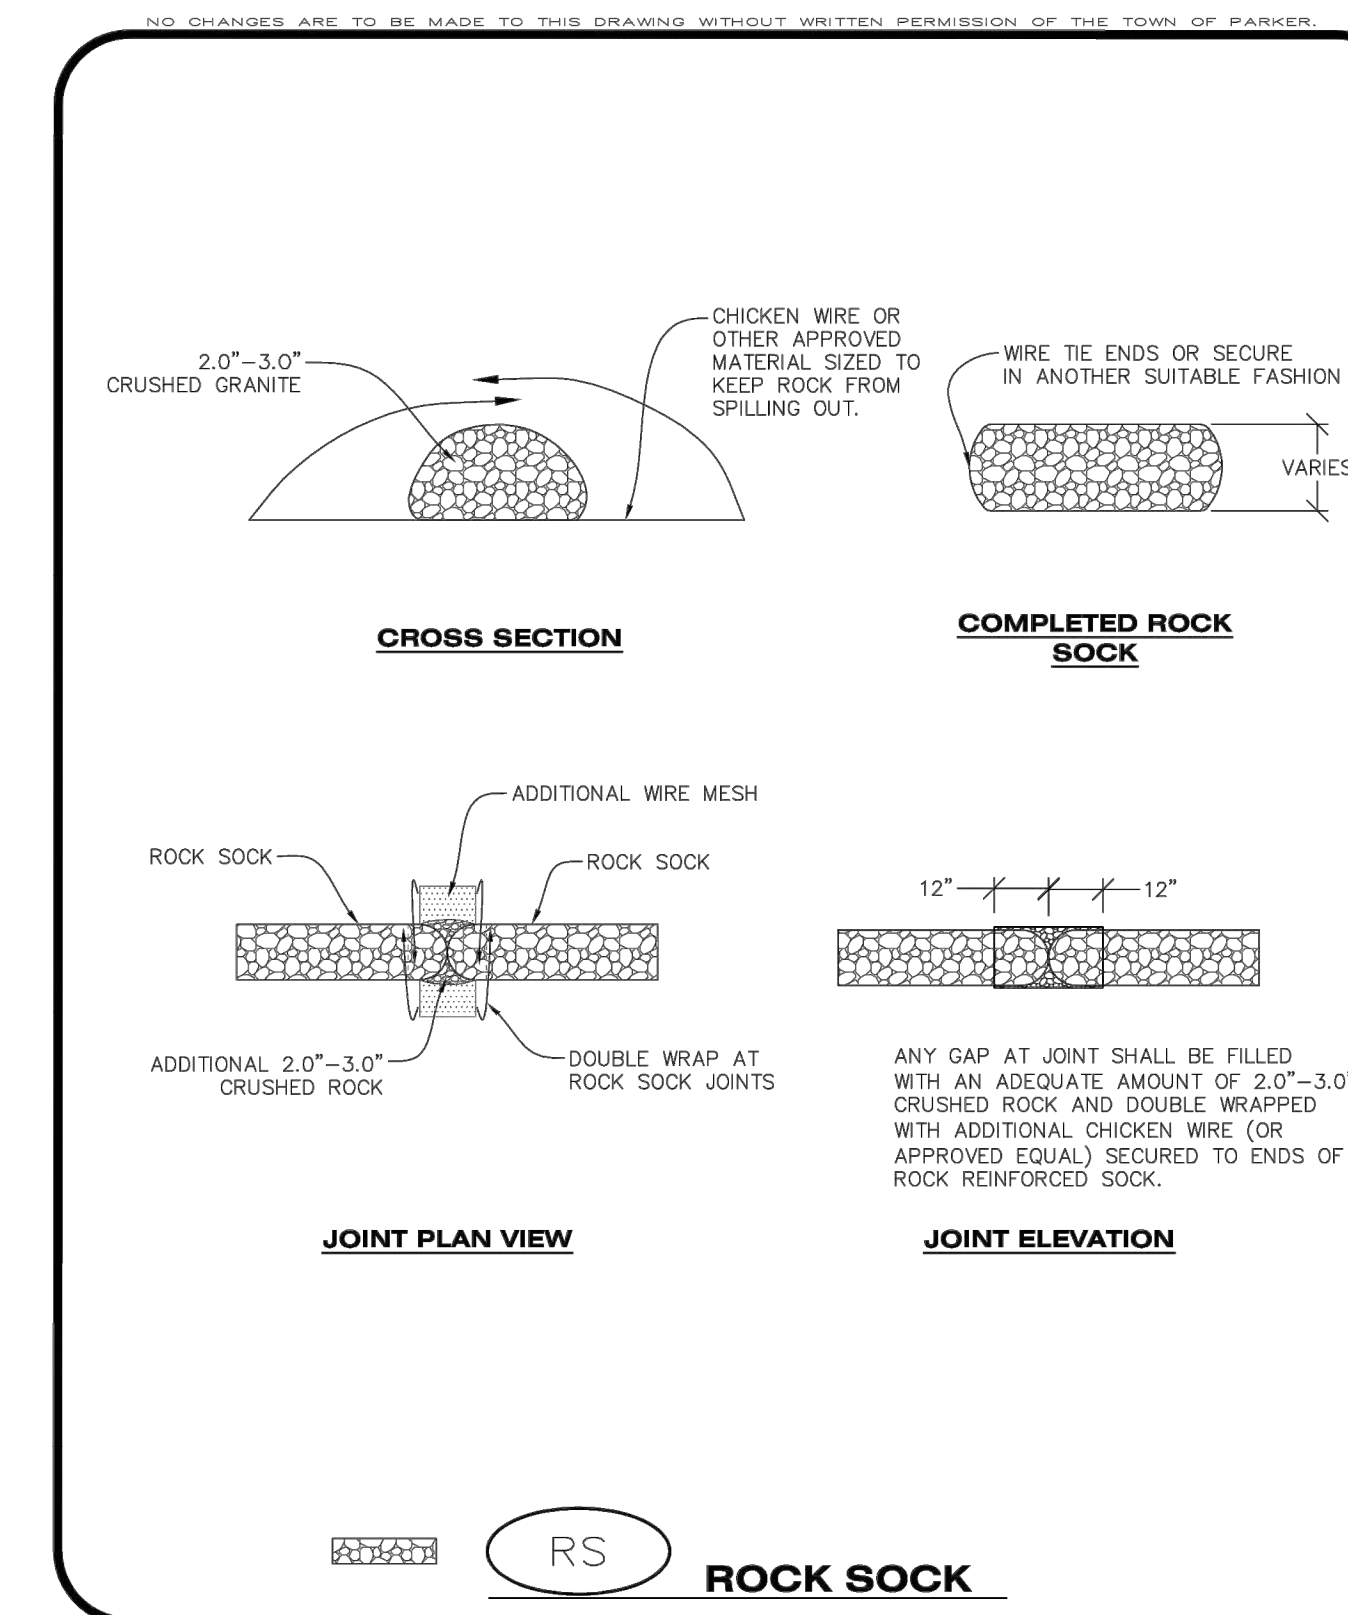 NO CHANGES ARE TO BE MADE TO THIS DRAWING WITHOUT WRITTEN PERMISSION OF THE TOWN OF PARKER.
2.0"–3.0"
CRUSHED GRANITE
CHICKEN WIRE OR
OTHER APPROVED
MATERIAL SIZED TO
KEEP ROCK FROM
SPILLING OUT.
CROSS SECTION
WIRE TIE ENDS OR SECURE
IN ANOTHER SUITABLE FASHION
VARIES
COMPLETED ROCK
SOCK
ADDITIONAL WIRE MESH
ROCK SOCK
ROCK SOCK
ADDITIONAL 2.0"–3.0"
CRUSHED ROCK
DOUBLE WRAP AT
ROCK SOCK JOINTS
JOINT PLAN VIEW
12"
12"
ANY GAP AT JOINT SHALL BE FILLED
WITH AN ADEQUATE AMOUNT OF 2.0"–3.0"
CRUSHED ROCK AND DOUBLE WRAPPED
WITH ADDITIONAL CHICKEN WIRE (OR
APPROVED EQUAL) SECURED TO ENDS OF
ROCK REINFORCED SOCK.
JOINT ELEVATION
RS
ROCK SOCK